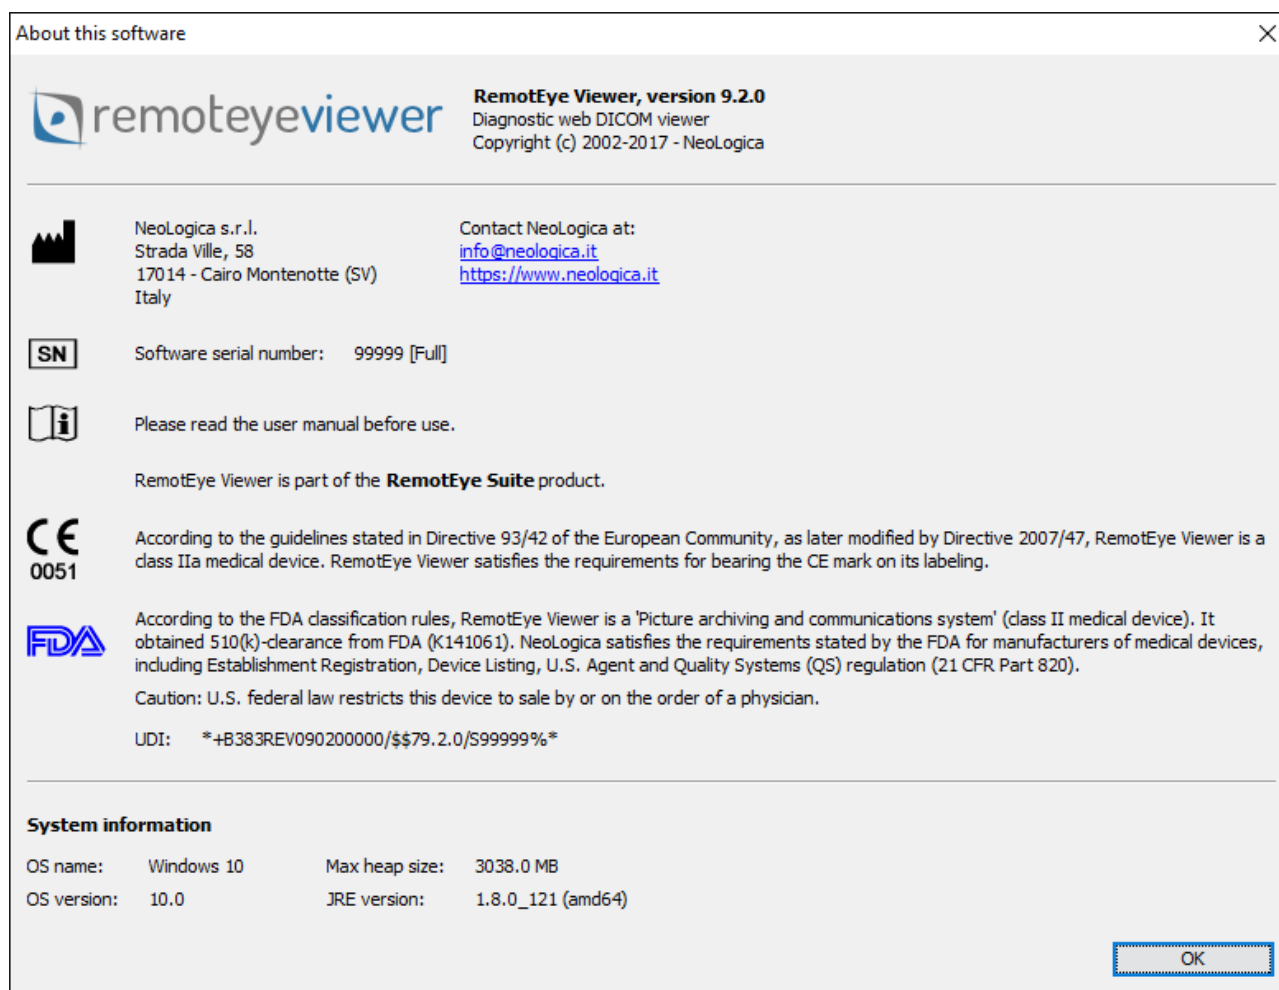 About this software
remoteyeviewer
RemotEye Viewer, version 9.2.0
Diagnostic web DICOM viewer
Copyright (c) 2002-2017 - NeoLogica
NeoLogica s.r.l.
Strada Ville, 58
17014 - Cairo Montenotte (SV)
Italy
Contact NeoLogica at:
info@neologica.it
https://www.neologica.it
SN
Software serial number: 99999 [Full]
i
Please read the user manual before use.
RemotEye Viewer is part of the RemotEye Suite product.
CE
0051
According to the guidelines stated in Directive 93/42 of the European Community, as later modified by Directive 2007/47, RemotEye Viewer is a
class IIa medical device. RemotEye Viewer satisfies the requirements for bearing the CE mark on its labeling.
FDA
According to the FDA classification rules, RemotEye Viewer is a 'Picture archiving and communications system' (class II medical device). It
obtained 510(k)-clearance from FDA (K141061). NeoLogica satisfies the requirements stated by the FDA for manufacturers of medical devices,
including Establishment Registration, Device Listing, U.S. Agent and Quality Systems (QS) regulation (21 CFR Part 820).
Caution: U.S. federal law restricts this device to sale by or on the order of a physician.
UDI: *+B383REV090200000/$$79.2.0/S99999%*
System information
OS name: Windows 10 Max heap size: 3038.0 MB
OS version: 10.0 JRE version: 1.8.0_121 (amd64)
OK